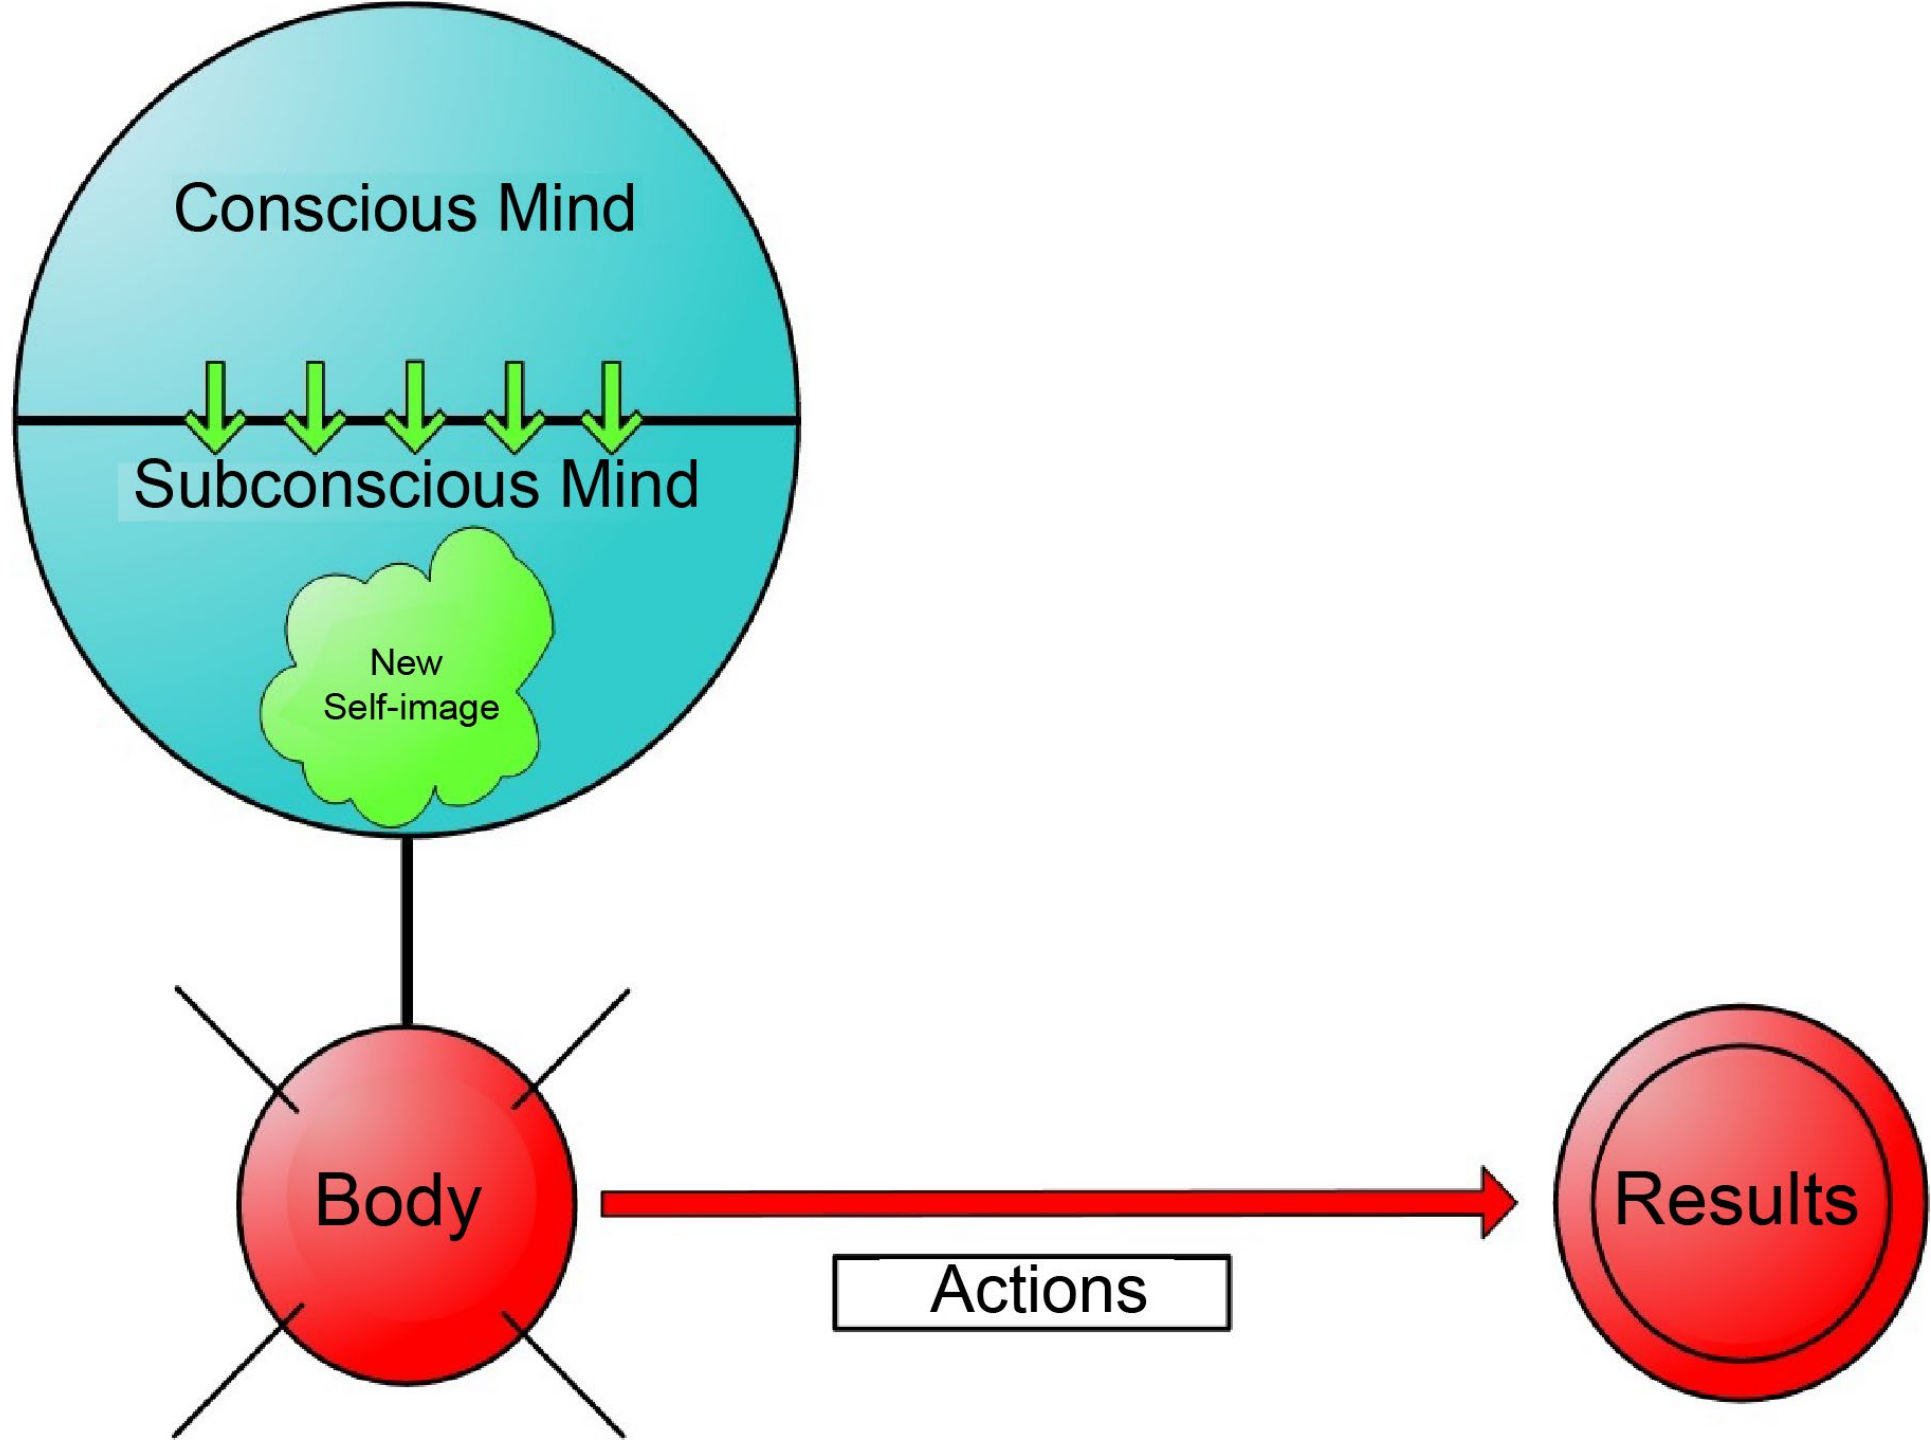 Conscious Mind
Subconscious Mind
New
Self-image
Body
Actions
Results